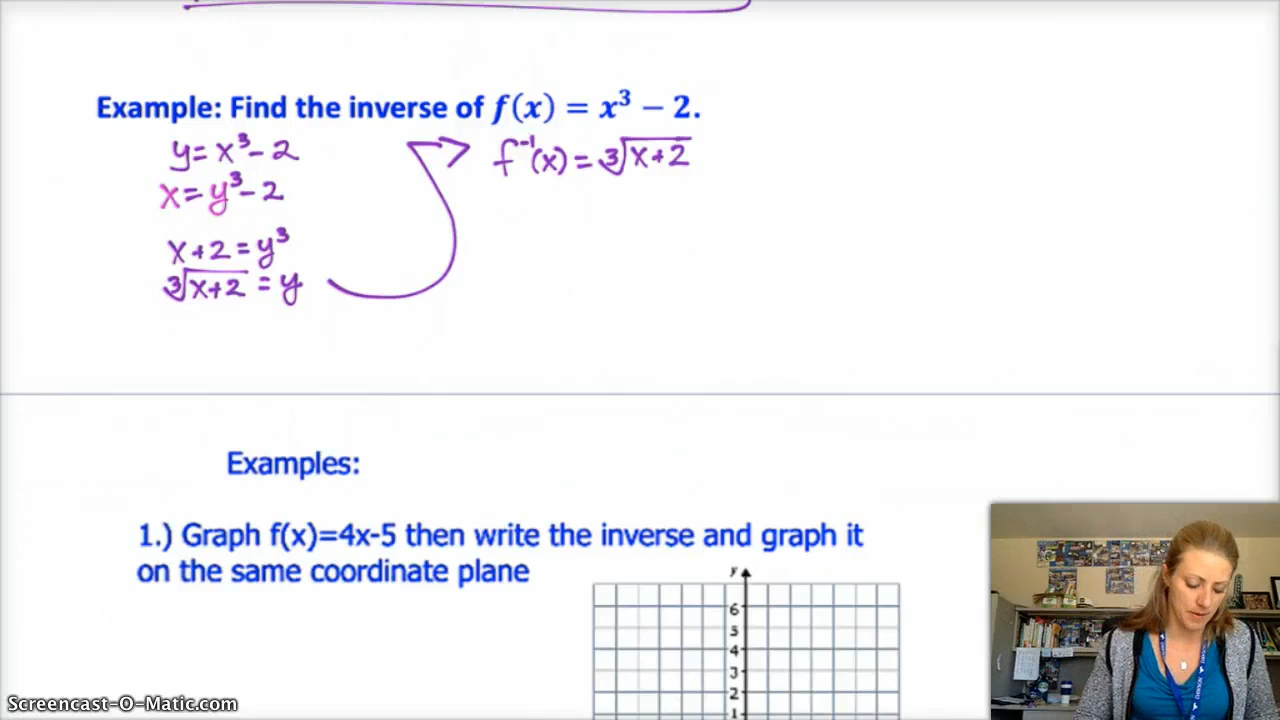 Example: Find the inverse of f(x) = x³ − 2.
y = x³ - 2
x = y³ - 2
x + 2 = y³
∛(x+2) = y
f⁻¹(x) = ∛(x+2)
Examples:
1.) Graph f(x)=4x-5 then write the inverse and graph it
on the same coordinate plane
y
6
5
4
3
2
1
Screencast-O-Matic.com